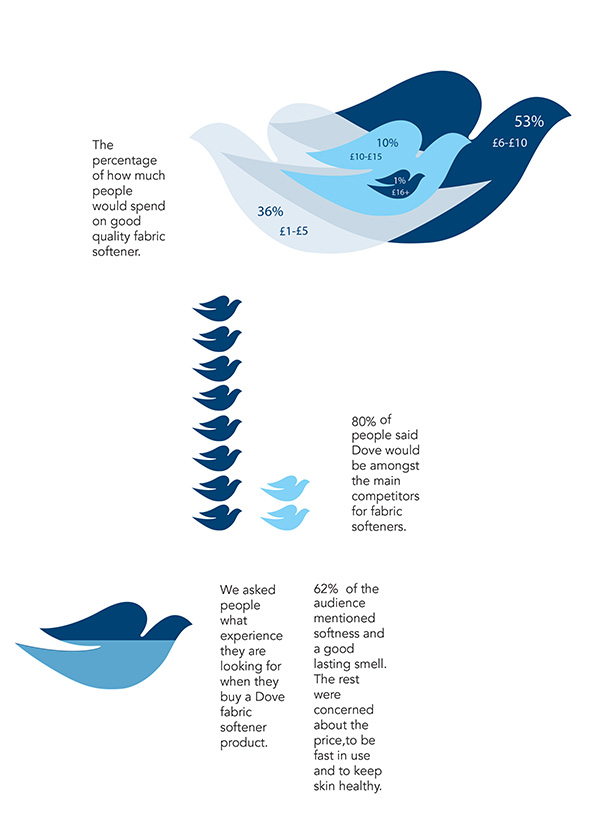 The
percentage
of how much
people
would spend
on good
quality fabric
softener.
53%
£6-£10
10%
£10-£15
1%
£16+
36%
£1-£5
80% of
people said
Dove would
be amongst
the main
competitors
for fabric
softeners.
We asked
people
what
experience
they are
looking for
when they
buy a Dove
fabric
softener
product.
62%  of the
audience
mentioned
softness and
a good
lasting smell.
The rest
were
concerned
about the
price,to be
fast in use
and to keep
skin healthy.